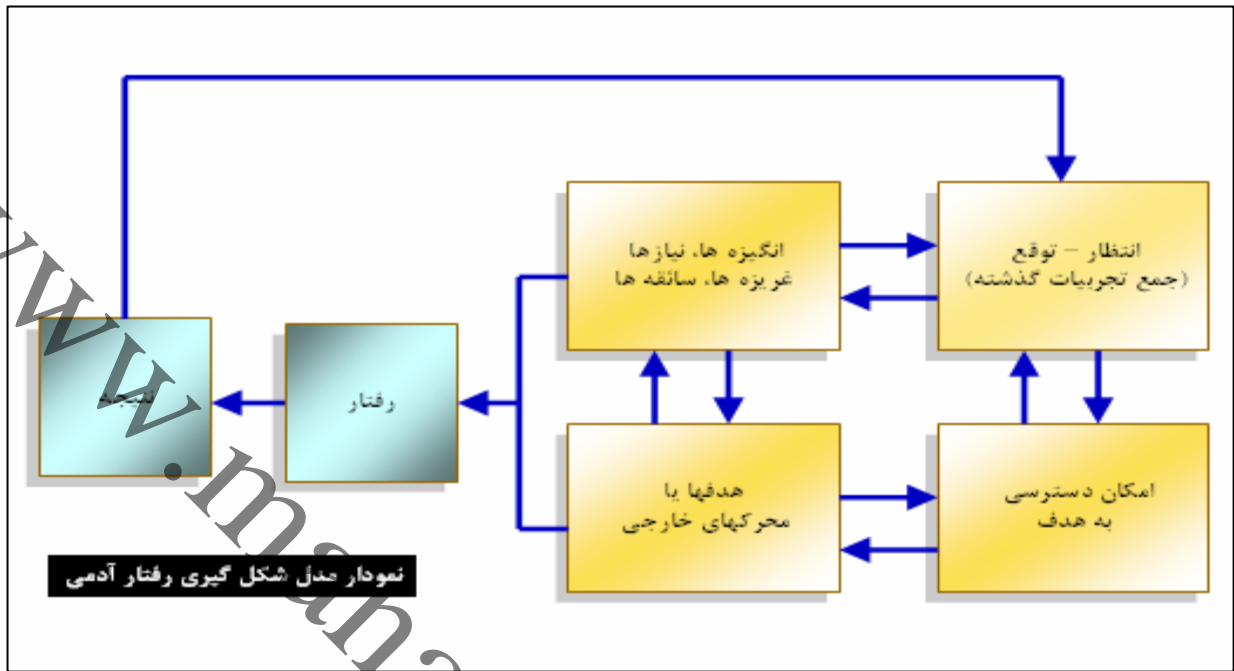 انتظار – توقع
(جمع تجربیات گذشته)
انگیزه ها، نیازها
غریزه ها، سائقه ها
امکان دسترسی
به هدف
هدفها یا
محرکهای خارجی
رفتار
نتیجه
نمودار مدل شکل گیری رفتار آدمی